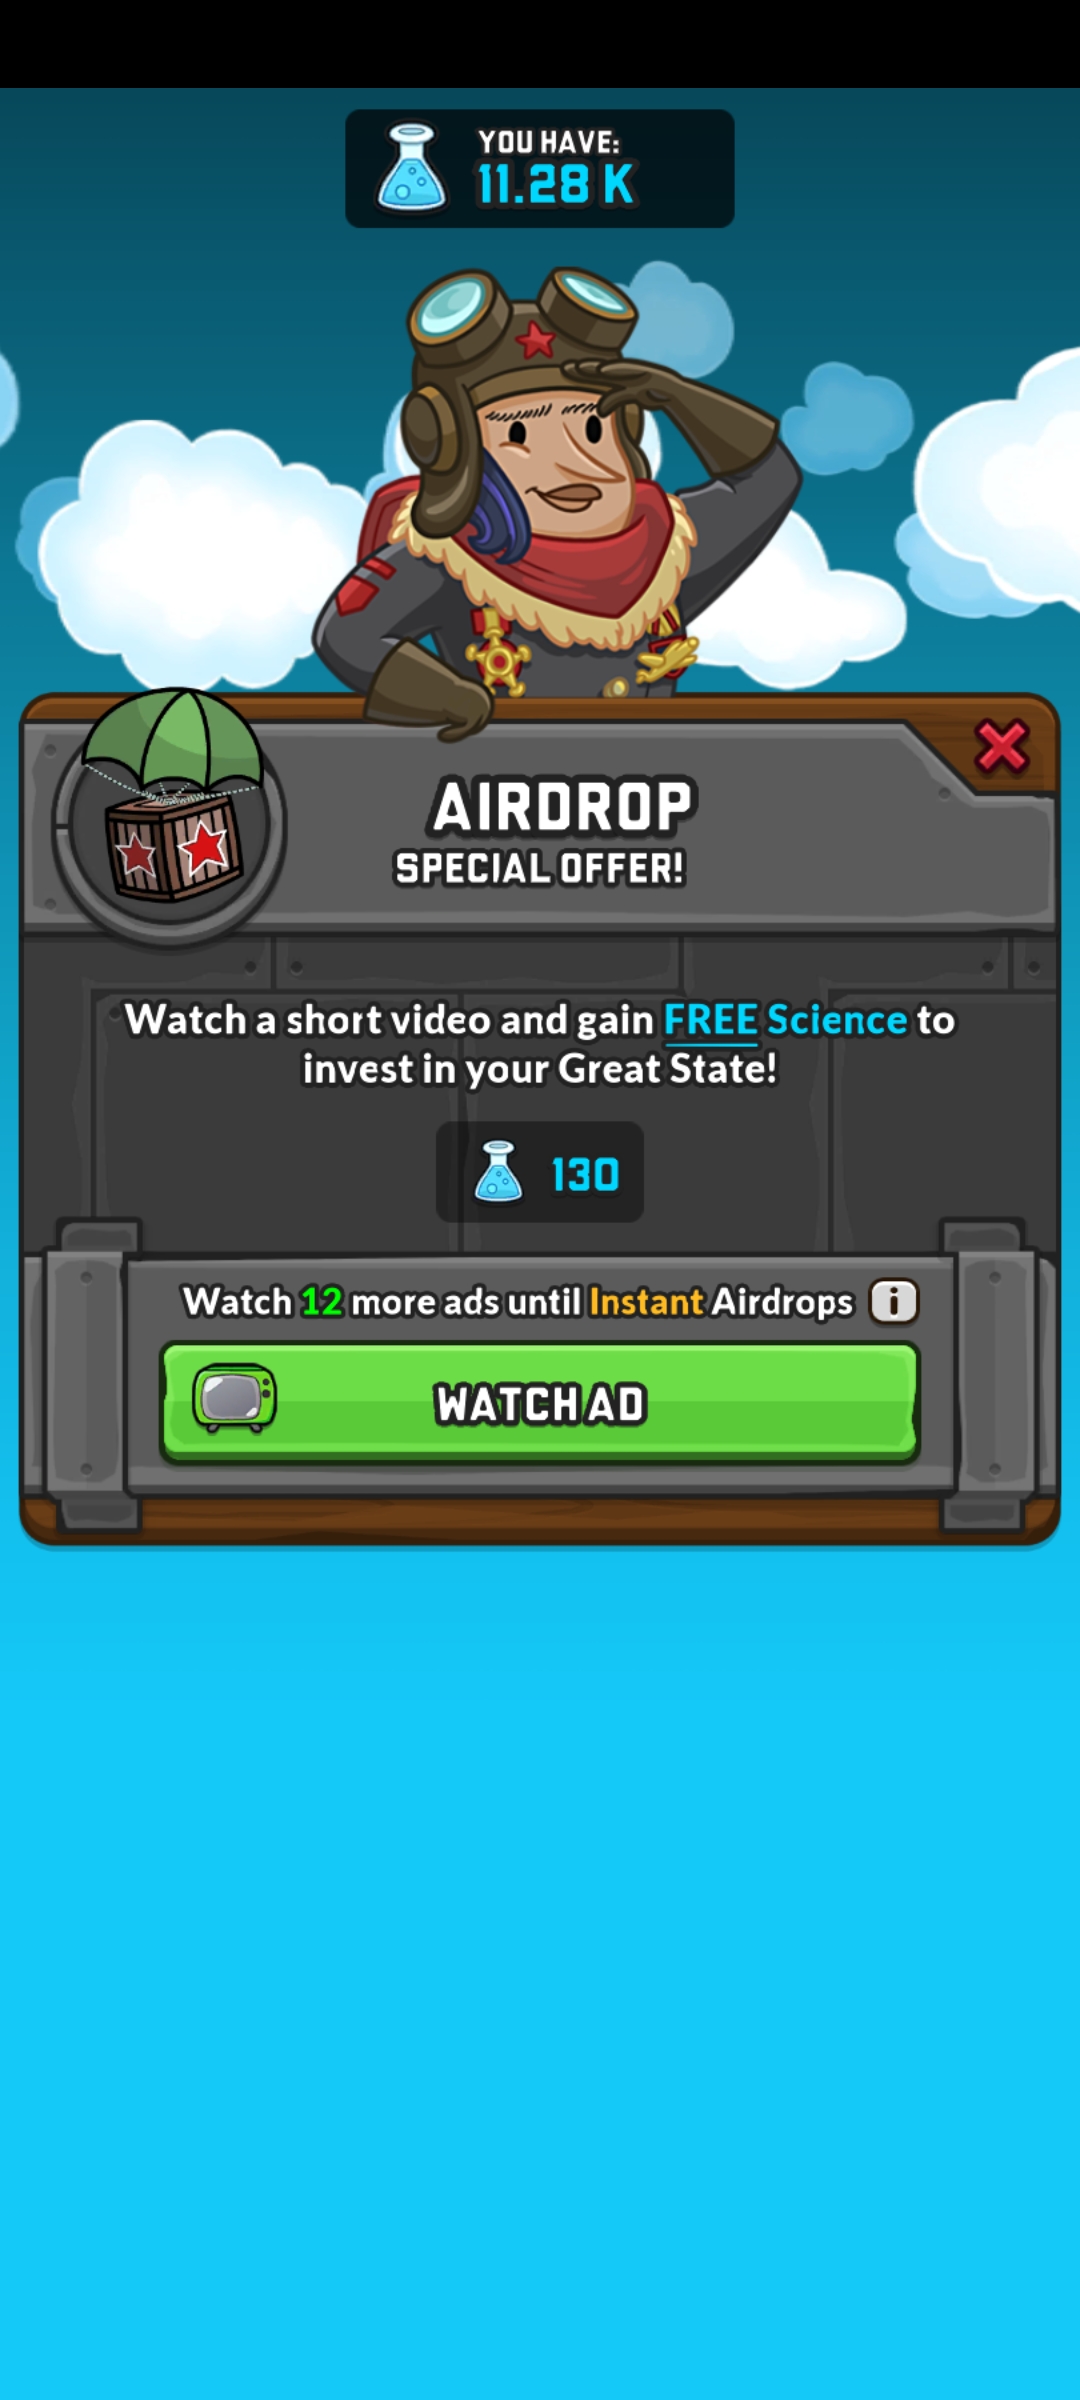 YOU HAVE:
11.28 K
AIRDROP
SPECIAL OFFER!
Watch a short video and gain FREE Science to
invest in your Great State!
130
Watch 12 more ads until Instant Airdrops i
WATCH AD